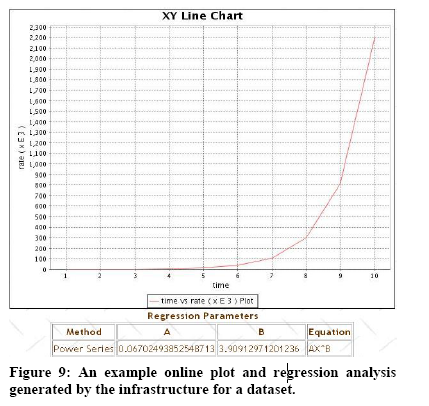 XY Line Chart
2,300
2,200
2,100
2,000
1,900
1,800
1,700
1,600
1,500
1,400
1,300
1,200
1,100
1,000
900
800
700
600
500
400
300
200
100
0
rate ( x E 3 )
1 2 3 4 5 6 7 8 9 10
time
time vs rate ( x E 3 ) Plot
Regression Parameters
Method A B Equation
Power Series 0.06702493852548713 3.90912971201236 AX^B
Figure 9: An example online plot and regression analysis
generated by the infrastructure for a dataset.